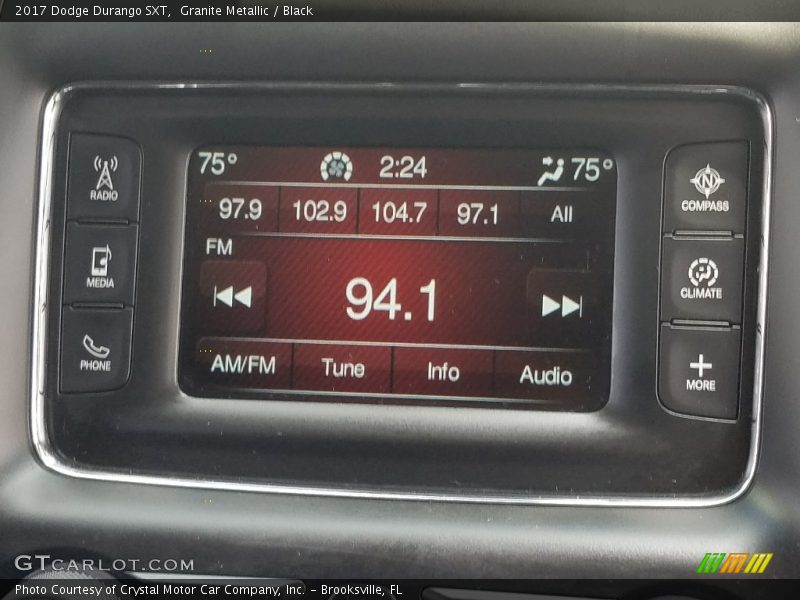 2017 Dodge Durango SXT,  Granite Metallic / Black
75° 2:24 75°
97.9 102.9 104.7 97.1 All
FM
94.1
AM/FM Tune Info Audio
RADIO
MEDIA
PHONE
N
COMPASS
CLIMATE
MORE
GTCARLOT.COM
Photo Courtesy of Crystal Motor Car Company, Inc. – Brooksville, FL